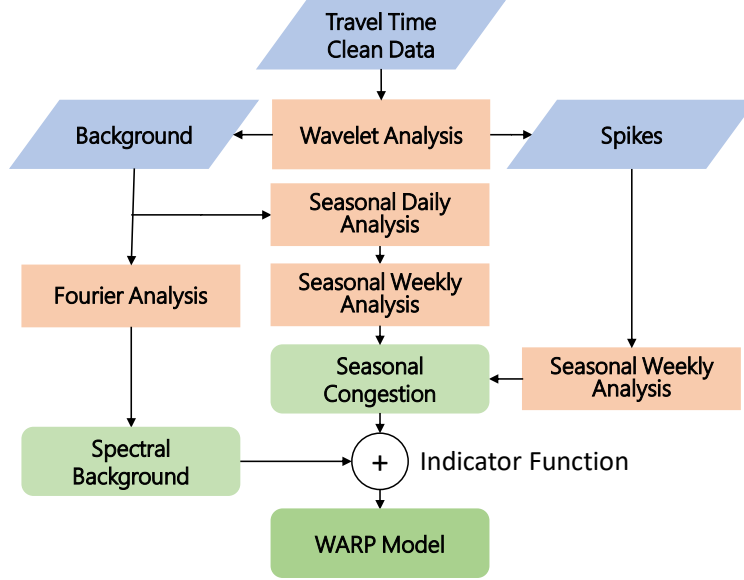 Travel Time
Clean Data
Background
Wavelet Analysis
Spikes
Seasonal Daily
Analysis
Fourier Analysis
Seasonal Weekly
Analysis
Seasonal
Congestion
Seasonal Weekly
Analysis
Spectral
Background
+
Indicator Function
WARP Model